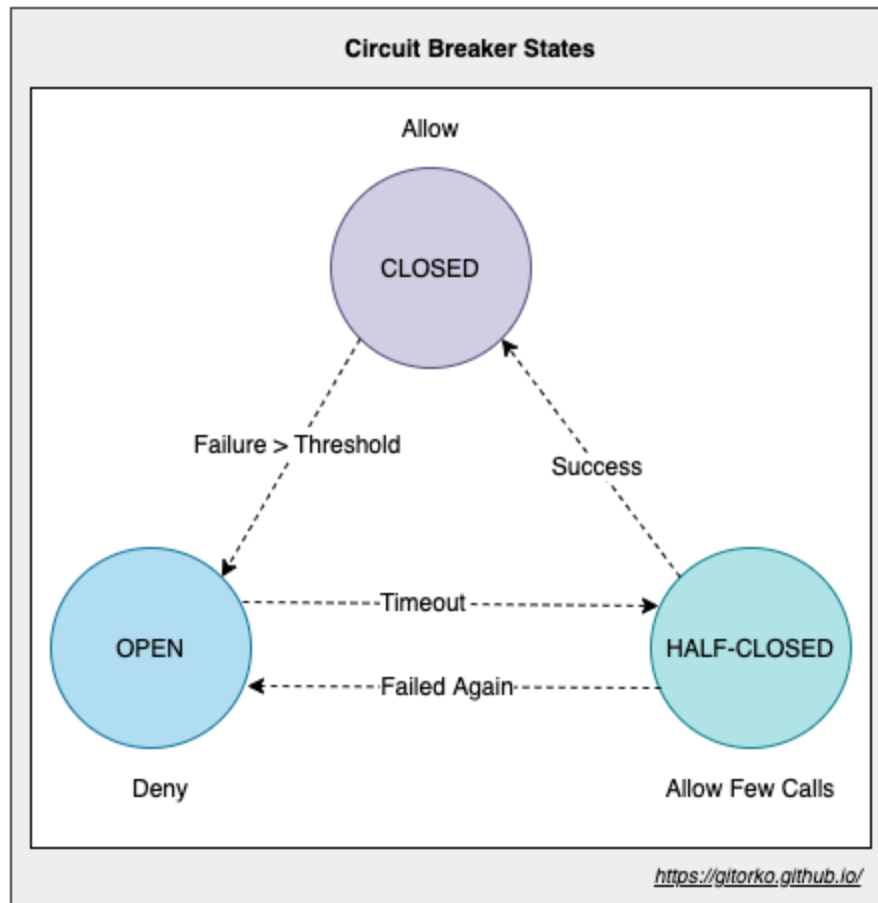 Circuit Breaker States
Allow
CLOSED
Failure > Threshold
Success
Timeout
OPEN
HALF-CLOSED
Failed Again
Deny
Allow Few Calls
https://gitorko.github.io/